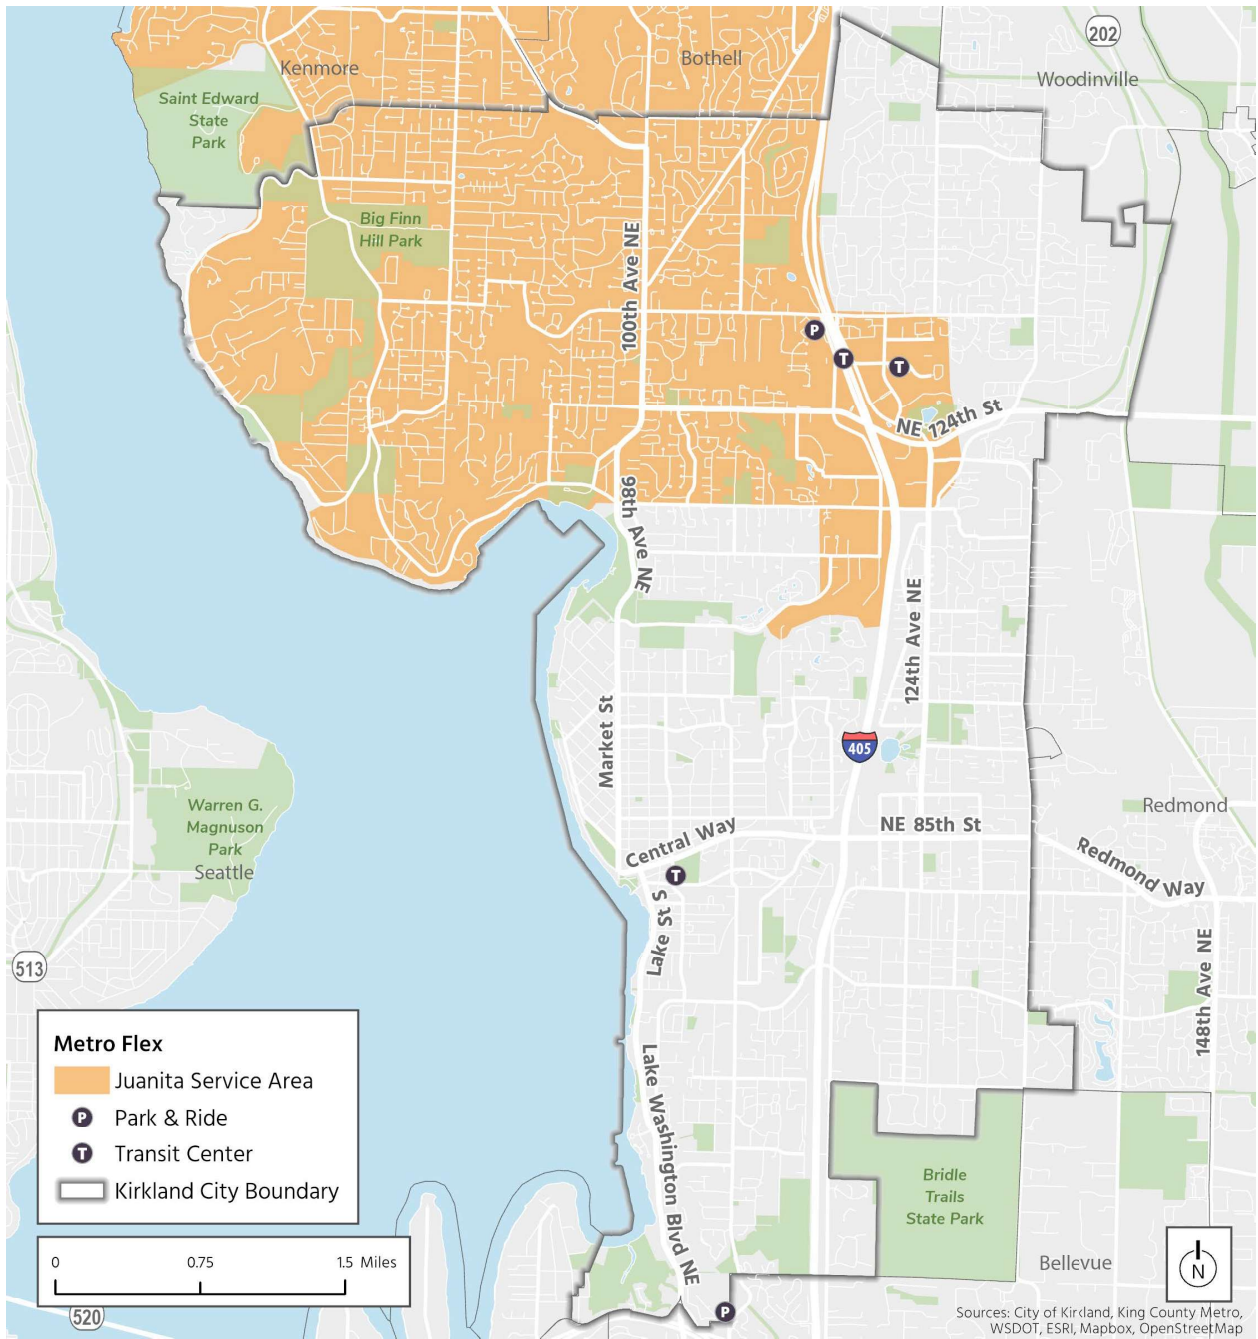 202
Bothell
Kenmore
Woodinville
Saint Edward
State
Park
Big Finn
Hill Park
100th Ave NE
P
T
T
NE 124th St
98th Ave NE
124th Ave NE
Market St
405
Redmond
Warren G.
Magnuson
Park
Seattle
Central Way
NE 85th St
Redmond Way
T
Lake St S
148th Ave NE
513
Metro Flex
Juanita Service Area
P Park & Ride
T Transit Center
Kirkland City Boundary
Lake Washington Blvd NE
Bridle
Trails
State Park
Bellevue
0 0.75 1.5 Miles
N
P
520
Sources: City of Kirkland, King County Metro,
WSDOT, ESRI, Mapbox, OpenStreetMap